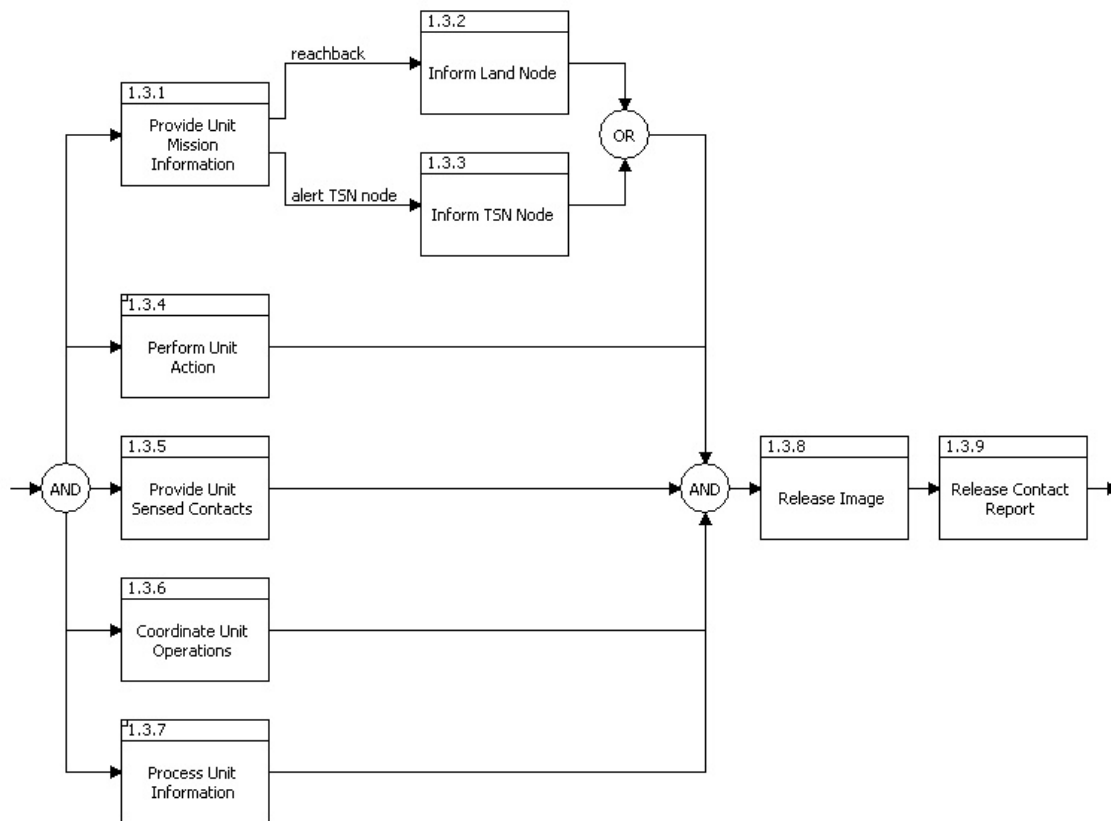 1.3.2
reachback
Inform Land Node
1.3.1
Provide Unit
Mission
Information
OR
1.3.3
alert TSN node
Inform TSN Node
1.3.4
Perform Unit
Action
1.3.5
Provide Unit
Sensed Contacts
AND
AND
1.3.8
Release Image
1.3.9
Release Contact
Report
1.3.6
Coordinate Unit
Operations
1.3.7
Process Unit
Information